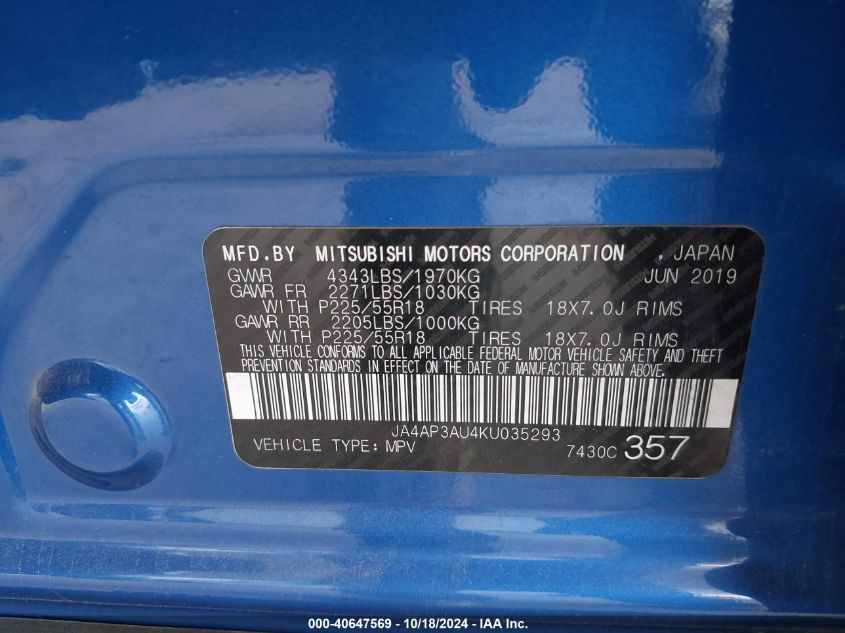 MFD.BY MITSUBISHI MOTORS CORPORATION , JAPAN
GVWR 4343LBS/1970KG JUN 2019
GAWR FR 2271LBS/1030KG
WITH P225/55R18 TIRES 18X7.0J RIMS
GAWR RR 2205LBS/1000KG
WITH P225/55R18 TIRES 18X7.0J RIMS
THIS VEHICLE CONFORMS TO ALL APPLICABLE FEDERAL MOTOR VEHICLE SAFETY AND THEFT
PREVENTION STANDARDS IN EFFECT ON THE DATE OF MANUFACTURE SHOWN ABOVE.
JA4AP3AU4KU035293
VEHICLE TYPE: MPV 7430C 357
000-40647569 - 10/18/2024 - IAA Inc.